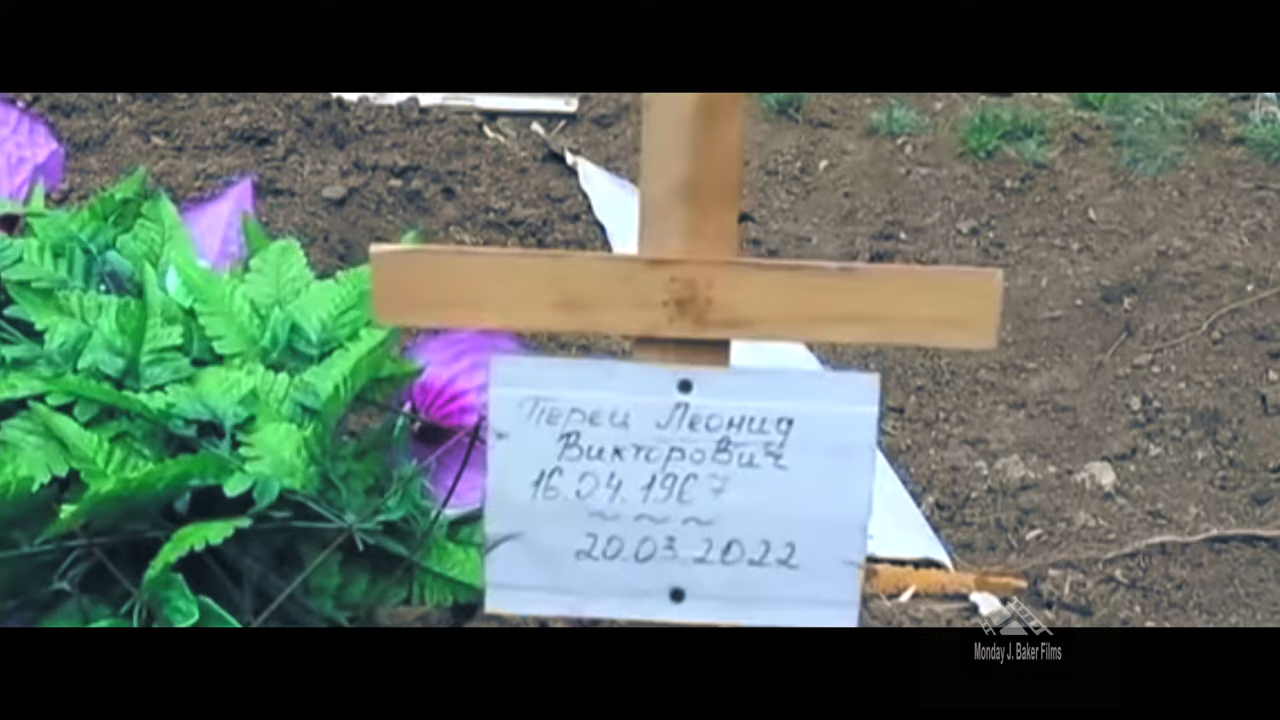 Перец Леонид
Викторович
16.04.1967
~ ~ ~
20.03.2022
Monday J. Baker Films